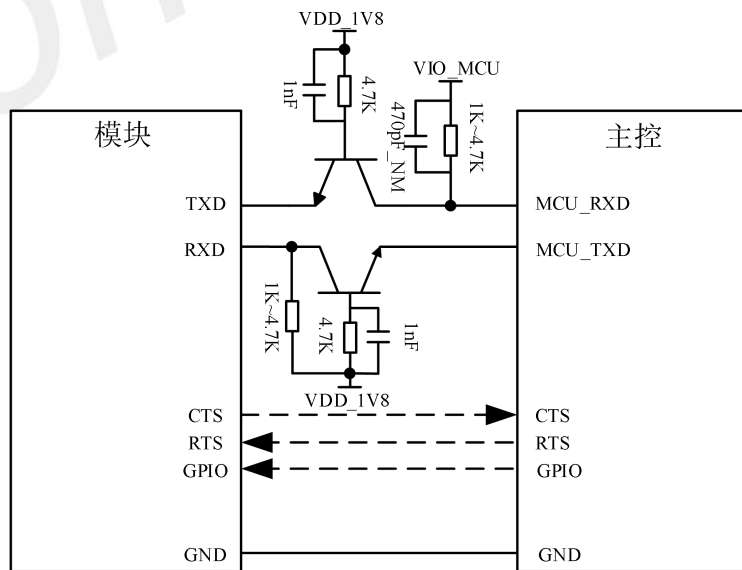 VDD_1V8
1nF
4.7K
VIO_MCU
470pF_NM
1K~4.7K
模块
主控
TXD
MCU_RXD
RXD
MCU_TXD
1K~4.7K
4.7K
1nF
VDD_1V8
CTS
CTS
RTS
RTS
GPIO
GPIO
GND
GND